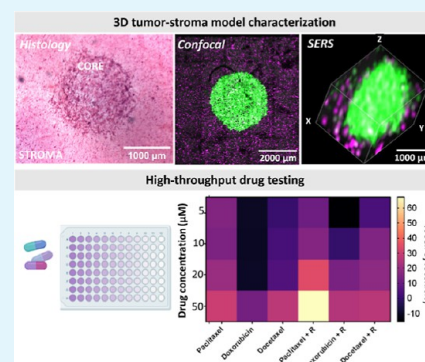 3D tumor-stroma model characterization
Histology
Confocal
SERS
CORE
STROMA
1000 μm
2000 μm
Z
X
Y
1000 μm
High-throughput drug testing
Drug concentration (μM)
5
10
20
50
60
50
40
30
20
10
0
-10
Paclitaxel
Doxorubicin
Docetaxel
Paclitaxel + R
Doxorubicin + R
Docetaxel + R